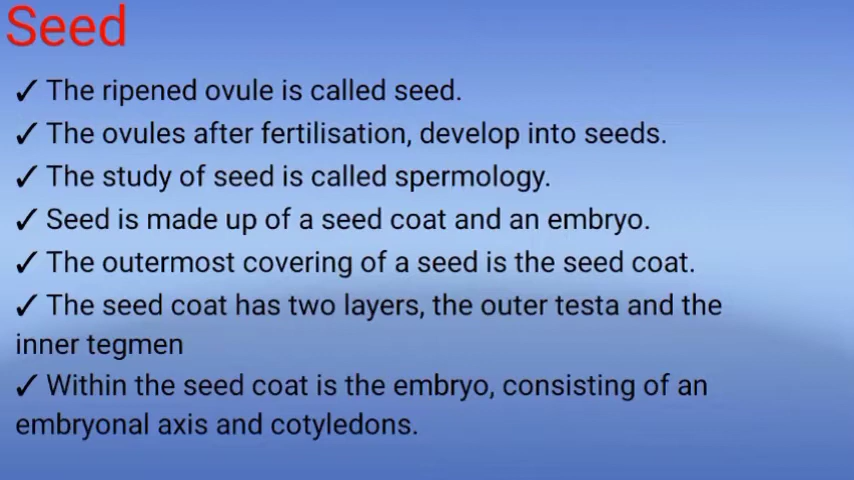 Seed
✓ The ripened ovule is called seed.
✓ The ovules after fertilisation, develop into seeds.
✓ The study of seed is called spermology.
✓ Seed is made up of a seed coat and an embryo.
✓ The outermost covering of a seed is the seed coat.
✓ The seed coat has two layers, the outer testa and the
inner tegmen
✓ Within the seed coat is the embryo, consisting of an
embryonal axis and cotyledons.